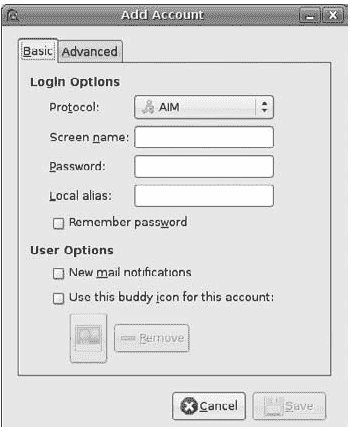 Add Account
Basic Advanced
Login Options
Protocol: AIM
Screen name:
Password:
Local alias:
Remember password
User Options
New mail notifications
Use this buddy icon for this account:
Remove
Cancel Save